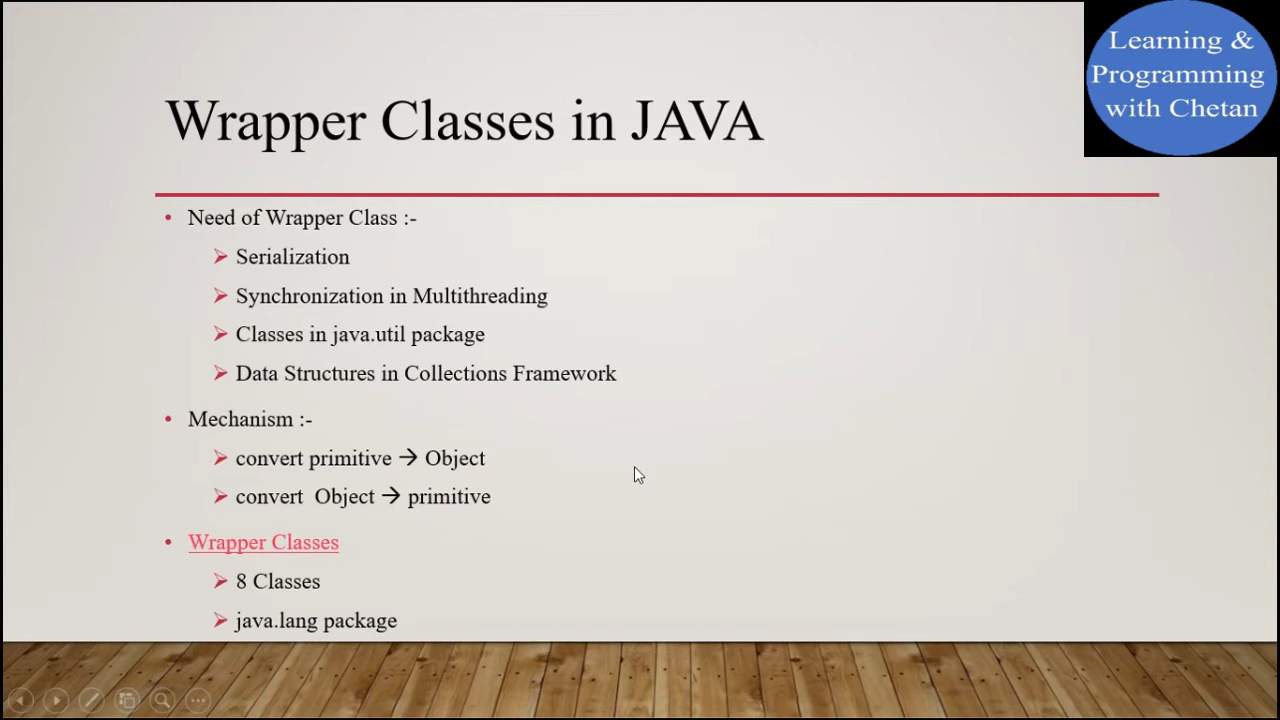 Learning &
Programming
with Chetan
Wrapper Classes in JAVA
• Need of Wrapper Class :-
➢ Serialization
➢ Synchronization in Multithreading
➢ Classes in java.util package
➢ Data Structures in Collections Framework
• Mechanism :-
➢ convert primitive → Object
➢ convert  Object → primitive
• Wrapper Classes
➢ 8 Classes
➢ java.lang package